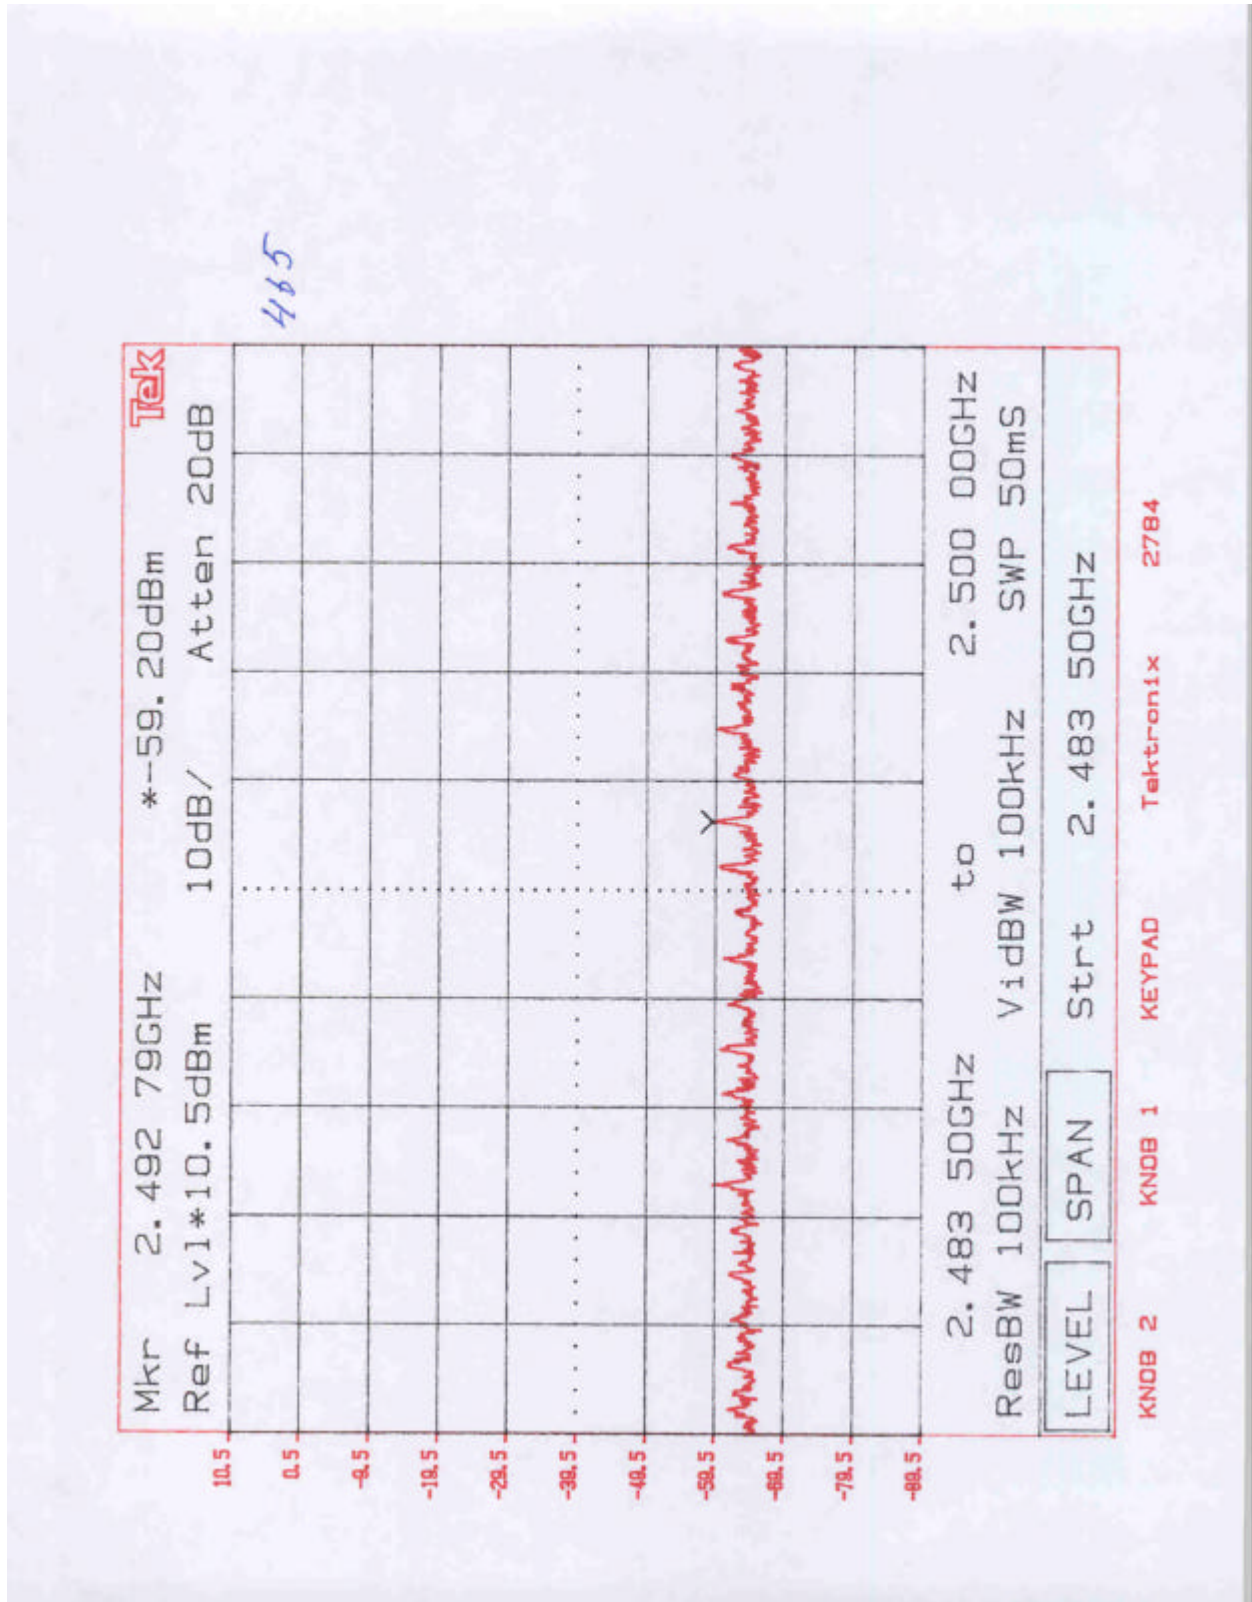 465
Mkr 2.492 79GHz *-59.20dBm Tek
Ref Lvl*10.5dBm 10dB/ Atten 20dB
10.5
0.5
-9.5
-19.5
-29.5
-39.5
-49.5
-59.5
-69.5
-79.5
-89.5
2.483 50GHz to 2.500 00GHz
ResBW 100kHz VidBW 100kHz SWP 50mS
LEVEL SPAN Strt 2.483 50GHz
KNOB 2 KNOB 1 KEYPAD Tektronix 2784